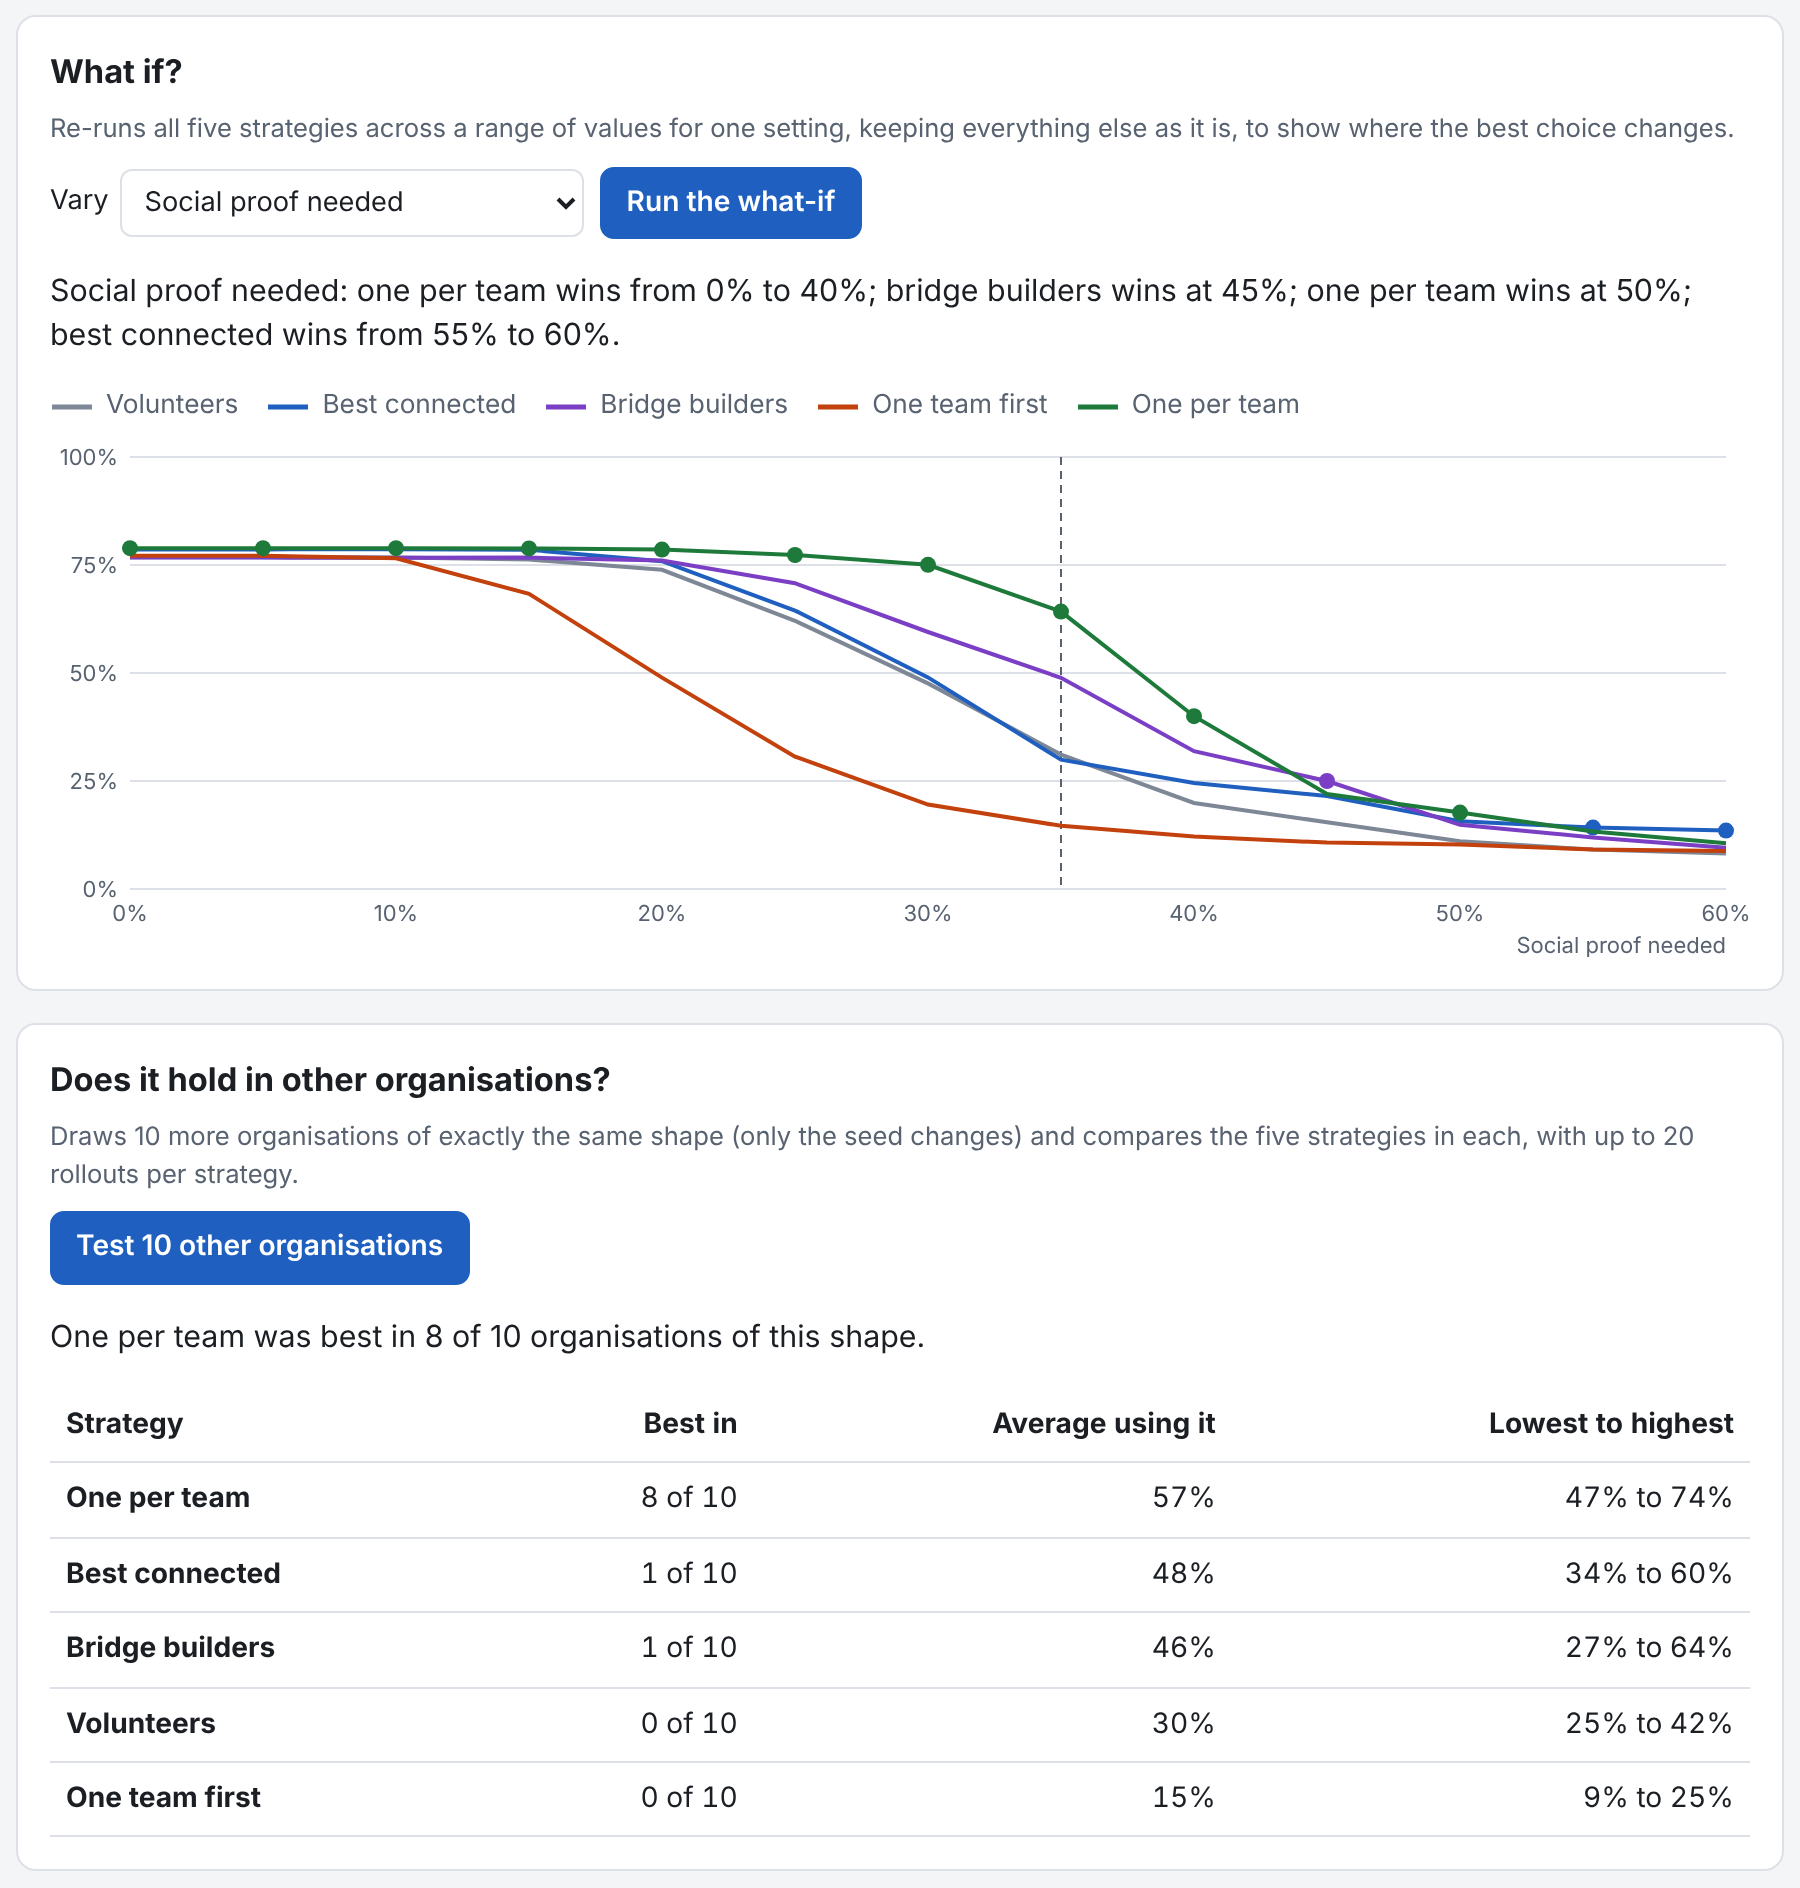 What if?
Re-runs all five strategies across a range of values for one setting, keeping everything else as it is, to show where the best choice changes.
Vary Social proof needed Run the what-if
Social proof needed: one per team wins from 0% to 40%; bridge builders wins at 45%; one per team wins at 50%;
best connected wins from 55% to 60%.
Volunteers Best connected Bridge builders One team first One per team
100%
75%
50%
25%
0%
0% 10% 20% 30% 40% 50% 60%
Social proof needed
Does it hold in other organisations?
Draws 10 more organisations of exactly the same shape (only the seed changes) and compares the five strategies in each, with up to 20
rollouts per strategy.
Test 10 other organisations
One per team was best in 8 of 10 organisations of this shape.
Strategy Best in Average using it Lowest to highest
One per team 8 of 10 57% 47% to 74%
Best connected 1 of 10 48% 34% to 60%
Bridge builders 1 of 10 46% 27% to 64%
Volunteers 0 of 10 30% 25% to 42%
One team first 0 of 10 15% 9% to 25%